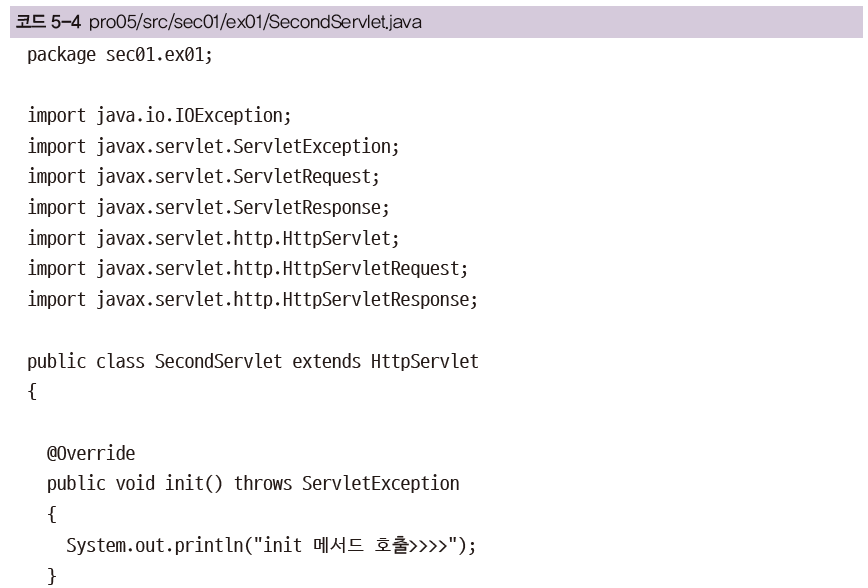 코드 5-4 pro05/src/sec01/ex01/SecondServlet.java
package sec01.ex01;
import java.io.IOException;
import javax.servlet.ServletException;
import javax.servlet.ServletRequest;
import javax.servlet.ServletResponse;
import javax.servlet.http.HttpServlet;
import javax.servlet.http.HttpServletRequest;
import javax.servlet.http.HttpServletResponse;
public class SecondServlet extends HttpServlet
{
@Override
public void init() throws ServletException
{
System.out.println("init 메서드 호출>>>>");
}